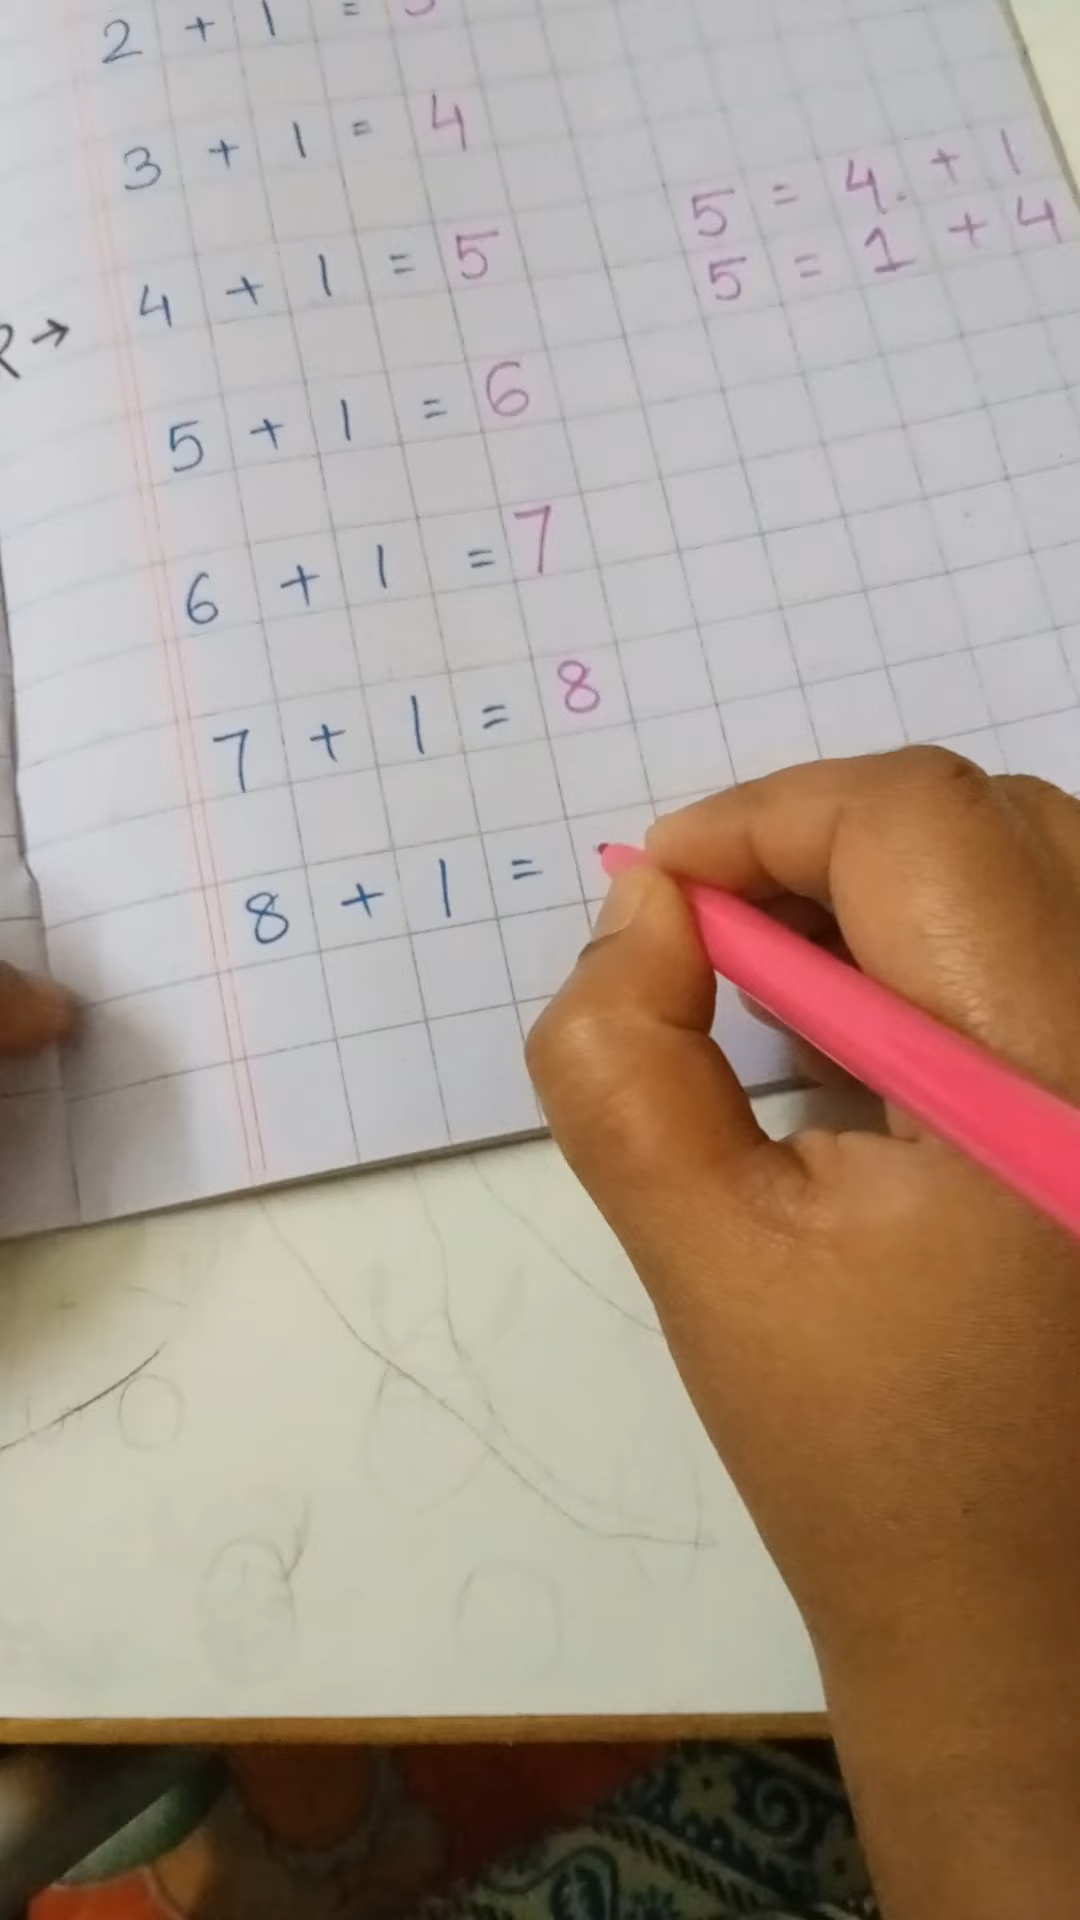 2 + 1 = 3
3 + 1 = 4
5 = 4. + 1
5 = 1 + 4
4 + 1 = 5
5 + 1 = 6
6 + 1 = 7
7 + 1 = 8
8 + 1 =